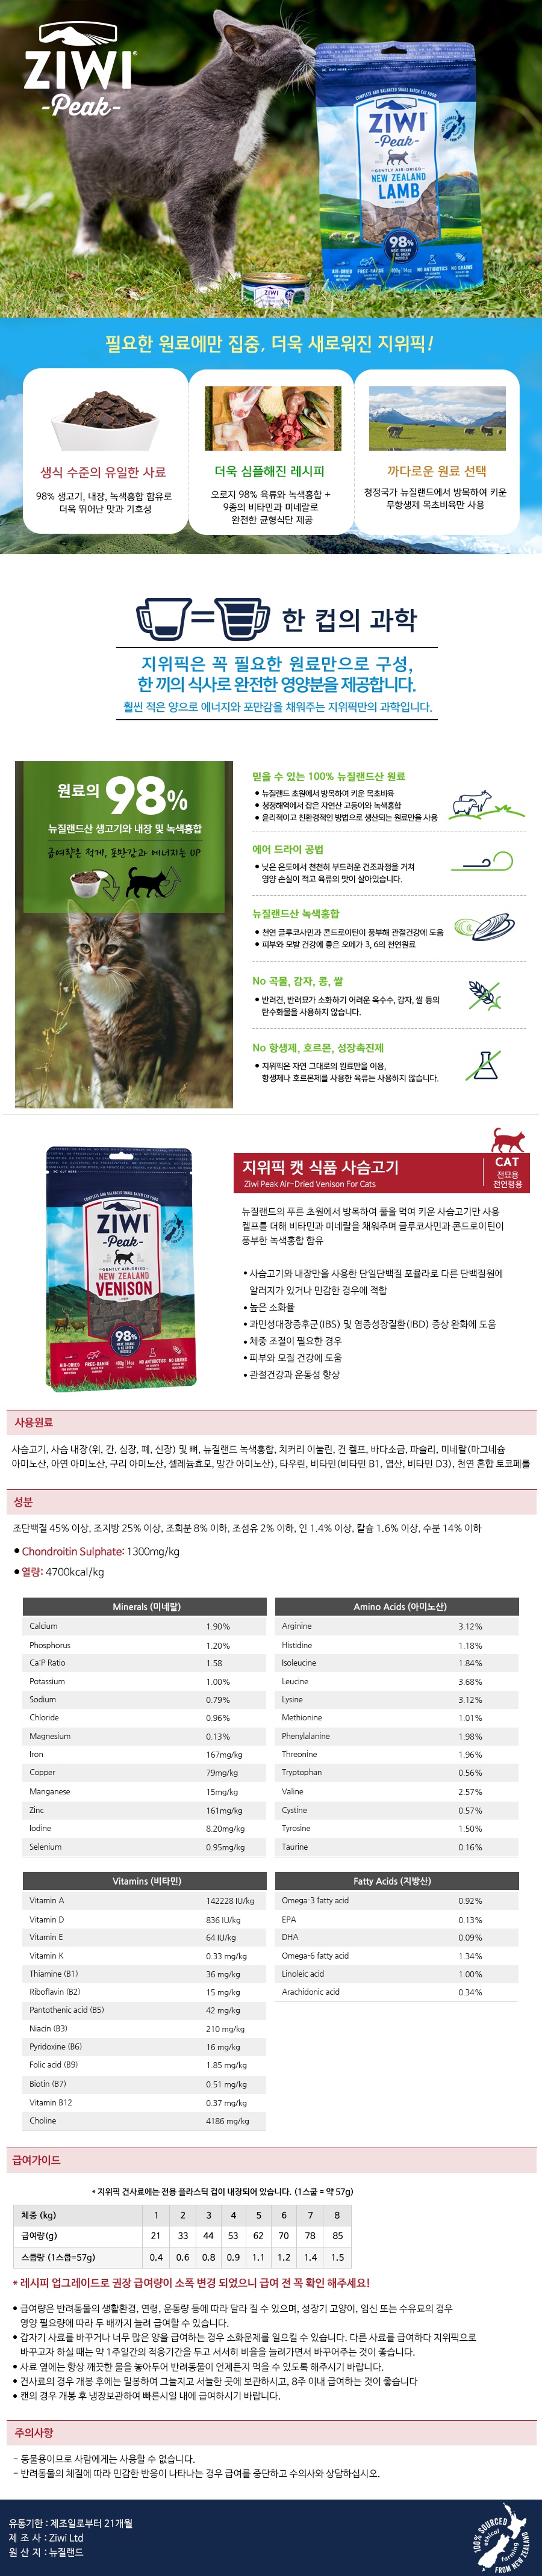 ZIWI
Peak
COMPLETE AND BALANCED SMALL BATCH CAT FOOD
ZIWI
Peak
GENTLY AIR-DRIED
NEW ZEALAND
LAMB
98%
AIR-DRIED
FREE-RANGE
400g / 14oz
NO ANTIBIOTICS
NO GRAINS
ZIWI
Peak
필요한 원료에만 집중, 더욱 새로워진 지위픽!
생식 수준의 유일한 사료
98% 생고기, 내장, 녹색홍합 함유로
더욱 뛰어난 맛과 기호성
더욱 심플해진 레시피
오로지 98% 육류와 녹색홍합 +
9종의 비타민과 미네랄로
완전한 균형식단 제공
까다로운 원료 선택
청정국가 뉴질랜드에서 방목하여 키운
무항생제 목초비육만 사용
한 컵의 과학
지위픽은 꼭 필요한 원료만으로 구성,
한 끼의 식사로 완전한 영양분을 제공합니다.
훨씬 적은 양으로 에너지와 포만감을 채워주는 지위픽만의 과학입니다.
원료의 98%
뉴질랜드산 생고기와 내장 및 녹색홍합
급여량은 적게, 포만감과 에너지는 UP
믿을 수 있는 100% 뉴질랜드산 원료
• 뉴질랜드 초원에서 방목하여 키운 목초비육
• 청정해역에서 잡은 자연산 고등어와 녹색홍합
• 윤리적이고 친환경적인 방법으로 생산되는 원료만을 사용
에어 드라이 공법
• 낮은 온도에서 천천히 부드러운 건조과정을 거쳐
영양 손실이 적고 육류의 맛이 살아있습니다.
뉴질랜드산 녹색홍합
• 천연 글루코사민과 콘드로이틴이 풍부해 관절건강에 도움
• 피부와 모발 건강에 좋은 오메가 3, 6의 천연원료
No 곡물, 감자, 콩, 쌀
• 반려견, 반려묘가 소화하기 어려운 옥수수, 감자, 쌀 등의
탄수화물을 사용하지 않습니다.
No 항생제, 호르몬, 성장촉진제
• 지위픽은 자연 그대로의 원료만을 이용,
항생제나 호르몬제를 사용한 육류는 사용하지 않습니다.
COMPLETE AND BALANCED SMALL BATCH CAT FOOD
ZIWI
Peak
GENTLY AIR-DRIED
NEW ZEALAND
VENISON
98%
AIR-DRIED
FREE-RANGE
400g / 14oz
NO ANTIBIOTICS
NO GRAINS
지위픽 캣 식품 사슴고기
Ziwi Peak Air-Dried Venison For Cats
CAT
전묘용
전연령용
뉴질랜드의 푸른 초원에서 방목하여 풀을 먹여 키운 사슴고기만 사용
켈프를 더해 비타민과 미네랄을 채워주며 글루코사민과 콘드로이틴이
풍부한 녹색홍합 함유
• 사슴고기와 내장만을 사용한 단일단백질 포뮬라로 다른 단백질원에
알러지가 있거나 민감한 경우에 적합
• 높은 소화율
• 과민성대장증후군(IBS) 및 염증성장질환(IBD) 증상 완화에 도움
• 체중 조절이 필요한 경우
• 피부와 모질 건강에 도움
• 관절건강과 운동성 향상
사용원료
사슴고기, 사슴 내장(위, 간, 심장, 폐, 신장) 및 뼈, 뉴질랜드 녹색홍합, 치커리 이눌린, 건 켈프, 바다소금, 파슬리, 미네랄(마그네슘
아미노산, 아연 아미노산, 구리 아미노산, 셀레늄효모, 망간 아미노산), 타우린, 비타민(비타민 B1, 엽산, 비타민 D3), 천연 혼합 토코페롤
성분
조단백질 45% 이상, 조지방 25% 이상, 조회분 8% 이하, 조섬유 2% 이하, 인 1.4% 이상, 칼슘 1.6% 이상, 수분 14% 이하
• Chondroitin Sulphate: 1300mg/kg
• 열량: 4700kcal/kg
Minerals (미네랄)
Calcium 1.90%
Phosphorus 1.20%
Ca:P Ratio 1.58
Potassium 1.00%
Sodium 0.79%
Chloride 0.96%
Magnesium 0.13%
Iron 167mg/kg
Copper 79mg/kg
Manganese 15mg/kg
Zinc 161mg/kg
Iodine 8.20mg/kg
Selenium 0.95mg/kg
Amino Acids (아미노산)
Arginine 3.12%
Histidine 1.18%
Isoleucine 1.84%
Leucine 3.68%
Lysine 3.12%
Methionine 1.01%
Phenylalanine 1.98%
Threonine 1.96%
Tryptophan 0.56%
Valine 2.57%
Cystine 0.57%
Tyrosine 1.50%
Taurine 0.16%
Vitamins (비타민)
Vitamin A 142228 IU/kg
Vitamin D 836 IU/kg
Vitamin E 64 IU/kg
Vitamin K 0.33 mg/kg
Thiamine (B1) 36 mg/kg
Riboflavin (B2) 15 mg/kg
Pantothenic acid (B5) 42 mg/kg
Niacin (B3) 210 mg/kg
Pyridoxine (B6) 16 mg/kg
Folic acid (B9) 1.85 mg/kg
Biotin (B7) 0.51 mg/kg
Vitamin B12 0.37 mg/kg
Choline 4186 mg/kg
Fatty Acids (지방산)
Omega-3 fatty acid 0.92%
EPA 0.13%
DHA 0.09%
Omega-6 fatty acid 1.34%
Linoleic acid 1.00%
Arachidonic acid 0.34%
급여가이드
* 지위픽 건사료에는 전용 플라스틱 컵이 내장되어 있습니다. (1스쿱 = 약 57g)
체중 (kg) 1 2 3 4 5 6 7 8
급여량(g) 21 33 44 53 62 70 78 85
스쿱량 (1스쿱=57g) 0.4 0.6 0.8 0.9 1.1 1.2 1.4 1.5
* 레시피 업그레이드로 권장 급여량이 소폭 변경 되었으니 급여 전 꼭 확인 해주세요!
• 급여량은 반려동물의 생활환경, 연령, 운동량 등에 따라 달라 질 수 있으며, 성장기 고양이, 임신 또는 수유묘의 경우
영양 필요량에 따라 두 배까지 늘려 급여할 수 있습니다.
• 갑자기 사료를 바꾸거나 너무 많은 양을 급여하는 경우 소화문제를 일으킬 수 있습니다. 다른 사료를 급여하다 지위픽으로
바꾸고자 하실 때는 약 1주일간의 적응기간을 두고 서서히 비율을 늘려가면서 바꾸어주는 것이 좋습니다.
• 사료 옆에는 항상 깨끗한 물을 놓아두어 반려동물이 언제든지 먹을 수 있도록 해주시기 바랍니다.
• 건사료의 경우 개봉 후에는 밀봉하여 그늘지고 서늘한 곳에 보관하시고, 8주 이내 급여하는 것이 좋습니다
• 캔의 경우 개봉 후 냉장보관하여 빠른시일 내에 급여하시기 바랍니다.
주의사항
- 동물용이므로 사람에게는 사용할 수 없습니다.
- 반려동물의 체질에 따라 민감한 반응이 나타나는 경우 급여를 중단하고 수의사와 상담하십시오.
유통기한 : 제조일로부터 21개월
제 조 사 : Ziwi Ltd
원 산 지 : 뉴질랜드
100% SOURCED
ethical
farming
FROM NEW ZEALAND